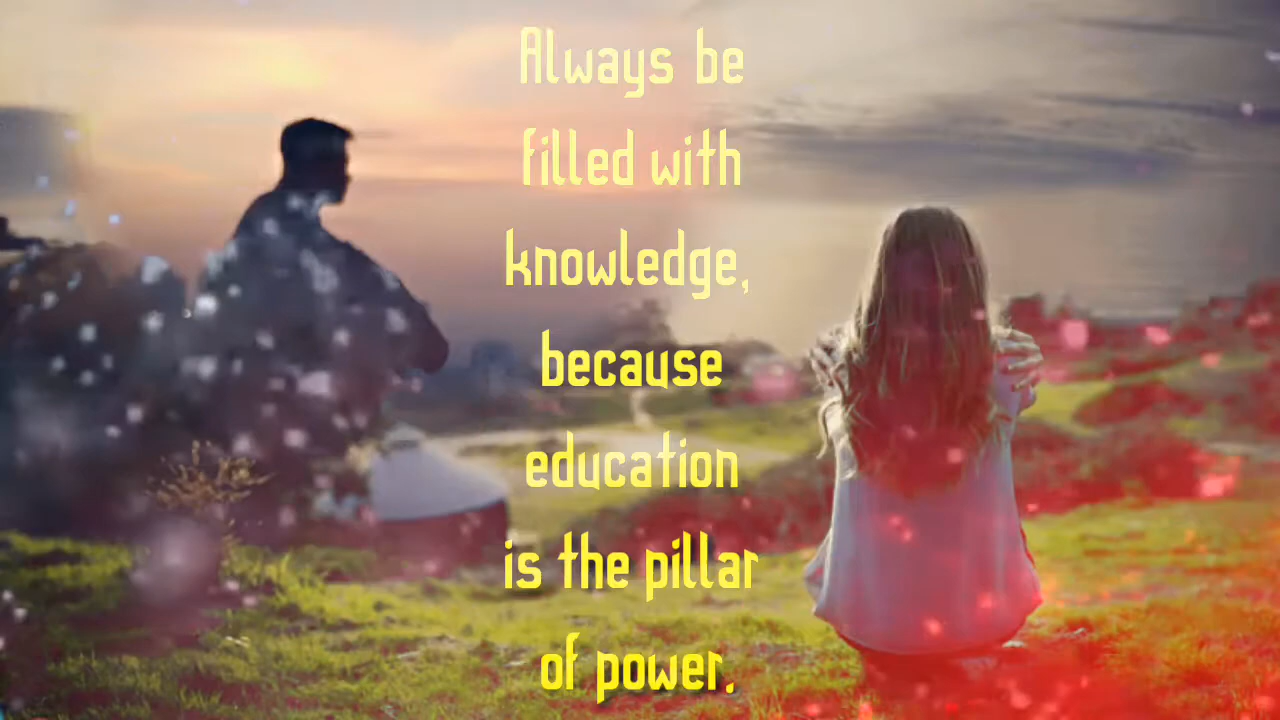 Always be
filled with
knowledge,
because
education
is the pillar
of power.